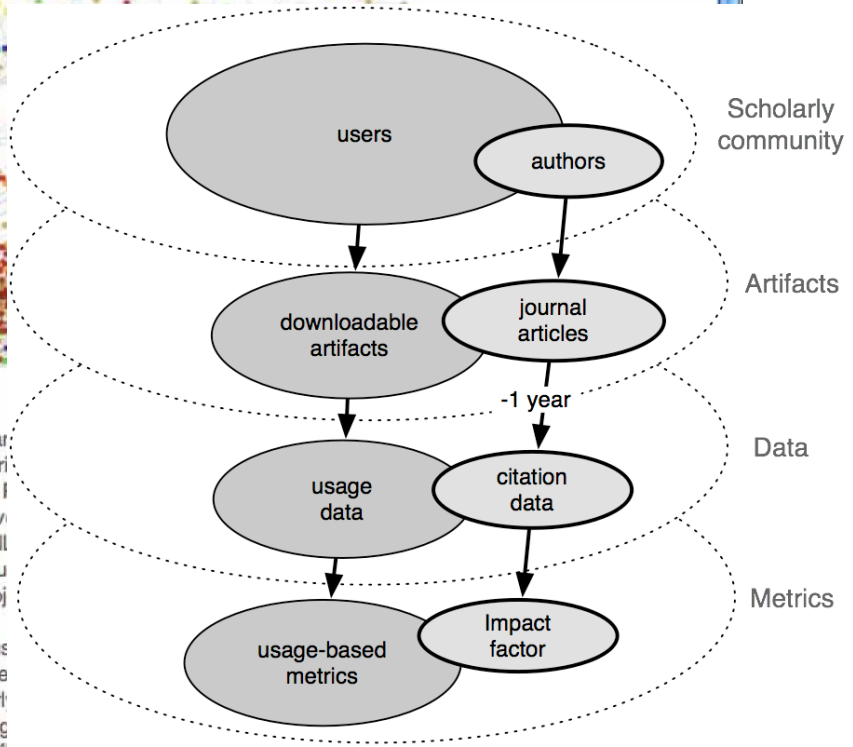 Scholarly
community
users
authors
Artifacts
downloadable
artifacts
journal
articles
-1 year
Data
usage
data
citation
data
Metrics
usage-based
metrics
Impact
factor